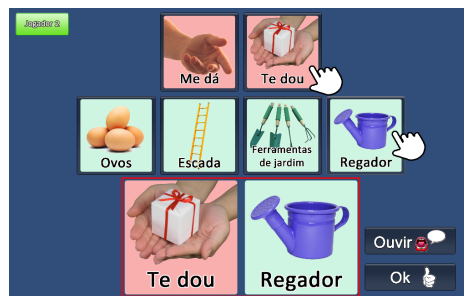 Jogador 2
Me dá
Te dou
Ovos
Escada
Ferramentas
de jardim
Regador
Te dou
Regador
Ouvir
Ok